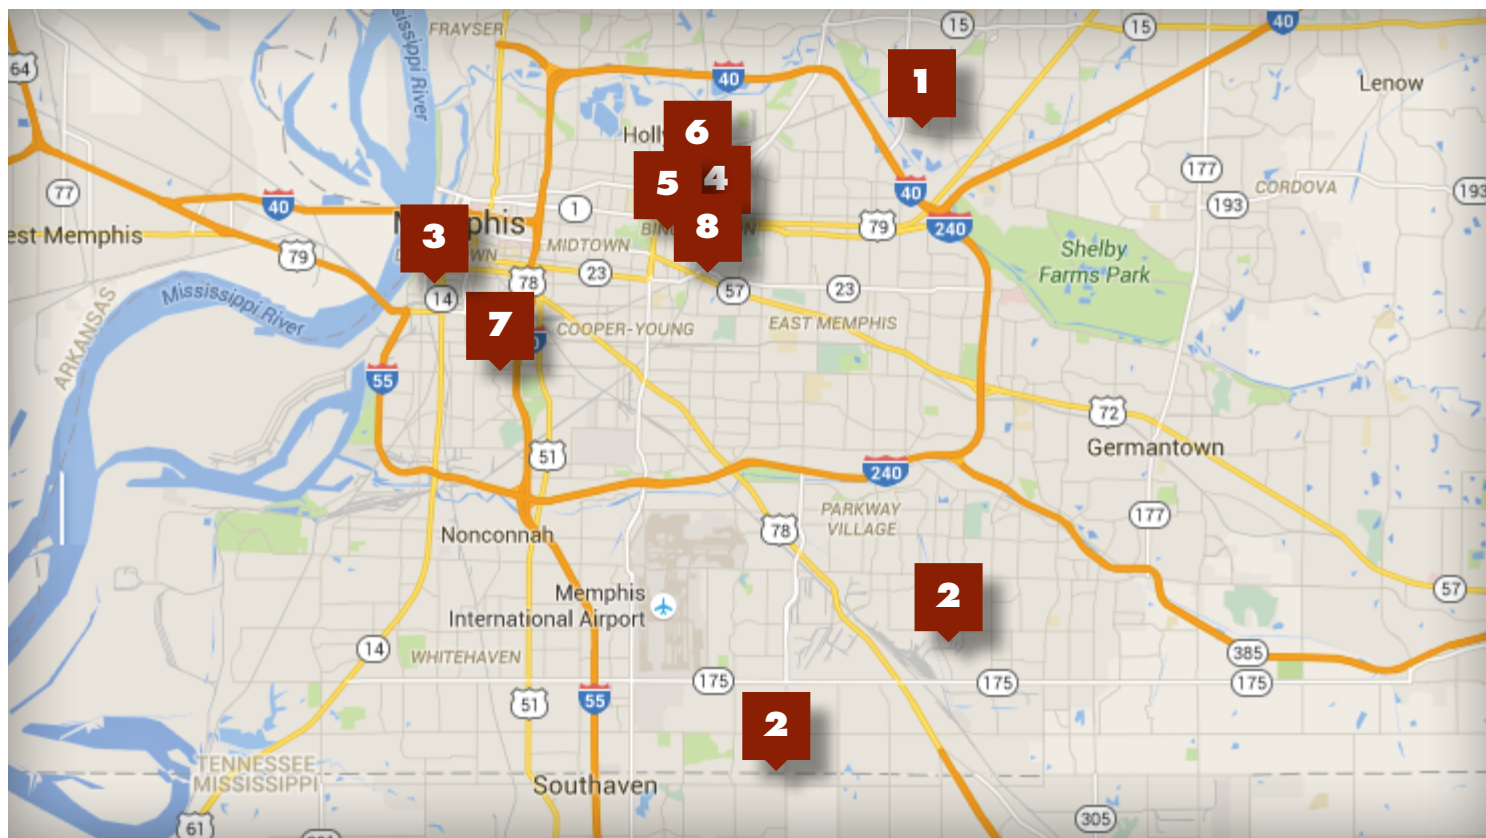 FRAYSER
Mississippi River
15
15
40
64
40
1
Lenow
6
Holly
5
4
177
CORDOVA
193
193
77
40
40
1
est Memphis
3
8
79
240
79
MIDTOWN
23
78
14
57
23
Shelby
Farms Park
Mississippi River
ARKANSAS
7
COOPER-YOUNG
EAST MEMPHIS
55
72
Germantown
51
240
PARKWAY
VILLAGE
177
78
Nonconnah
Memphis
International Airport
2
57
14
WHITEHAVEN
385
175
175
175
51
55
2
TENNESSEE
MISSISSIPPI
Southaven
61
305